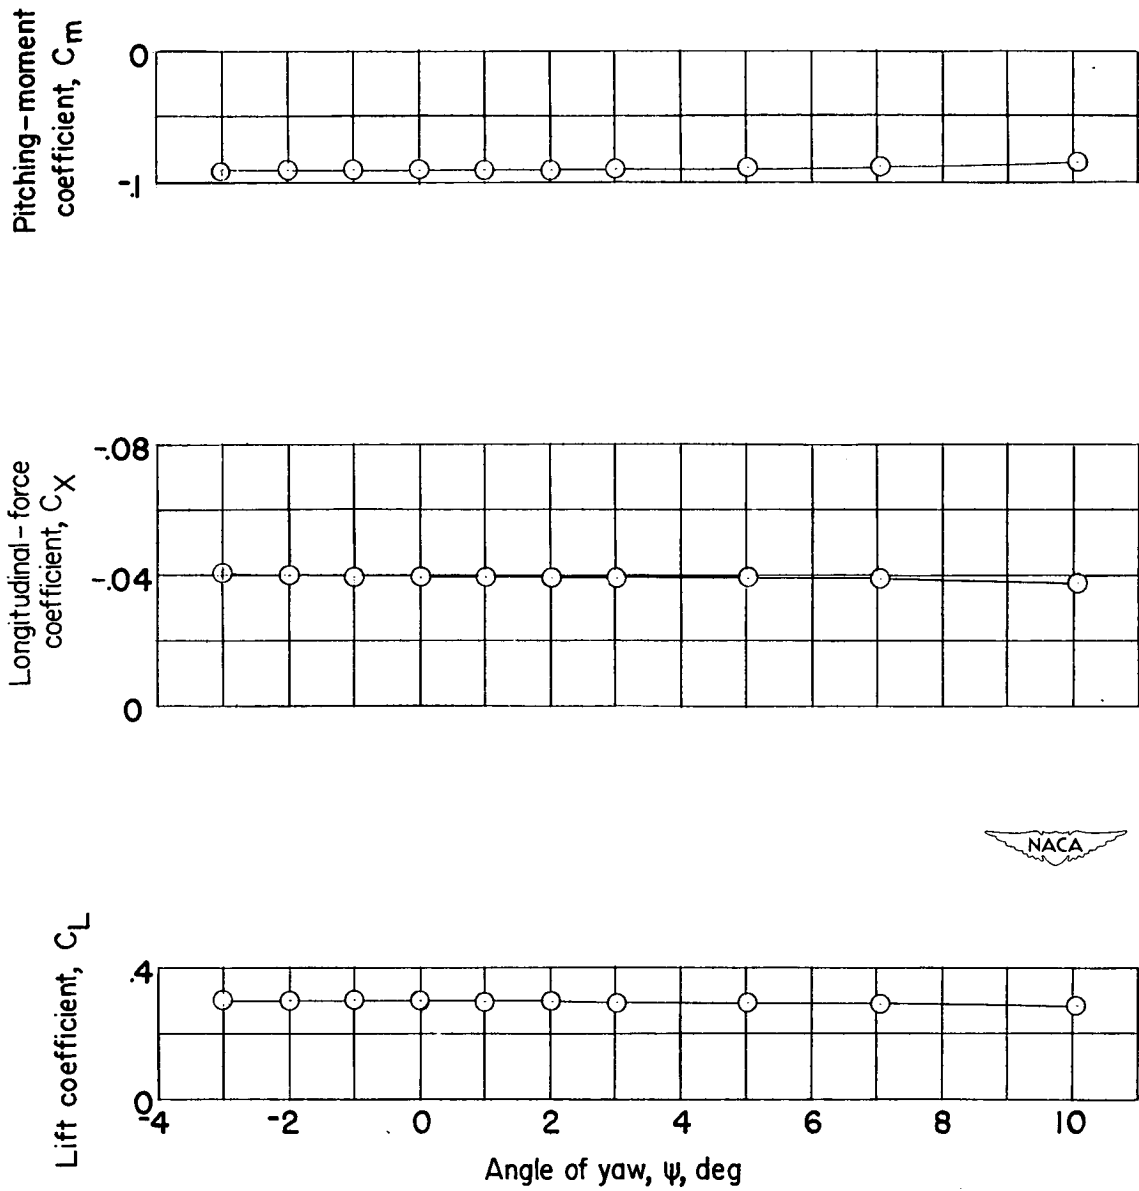 Pitching-moment
coefficient, Cm
0
-.1
Longitudinal-force
coefficient, CX
-.08
-.04
0
NACA
Lift coefficient, CL
.4
0
-4 -2 0 2 4 6 8 10
Angle of yaw, ψ, deg